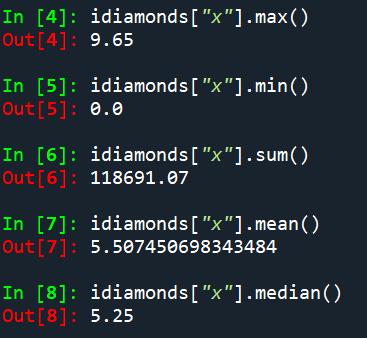 In [4]: idiamonds["x"].max()
Out[4]: 9.65
In [5]: idiamonds["x"].min()
Out[5]: 0.0
In [6]: idiamonds["x"].sum()
Out[6]: 118691.07
In [7]: idiamonds["x"].mean()
Out[7]: 5.507450698343484
In [8]: idiamonds["x"].median()
Out[8]: 5.25